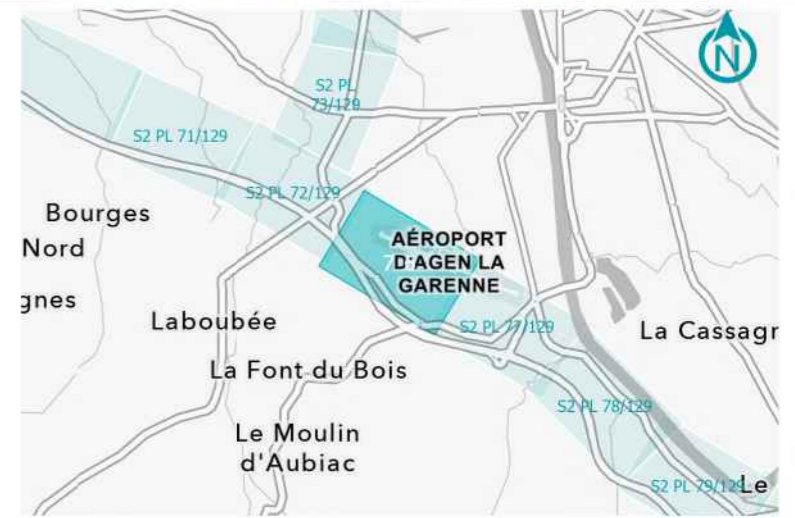 N
S2 PL
73/129
S2 PL 71/129
S2 PL 72/129
Bourges
Nord
gnes
AÉROPORT
D'AGEN LA
GARENNE
Laboubée
S2 PL 77/129
La Cassagr
La Font du Bois
S2 PL 78/129
Le Moulin
d'Aubiac
S2 PL 79/129
Le